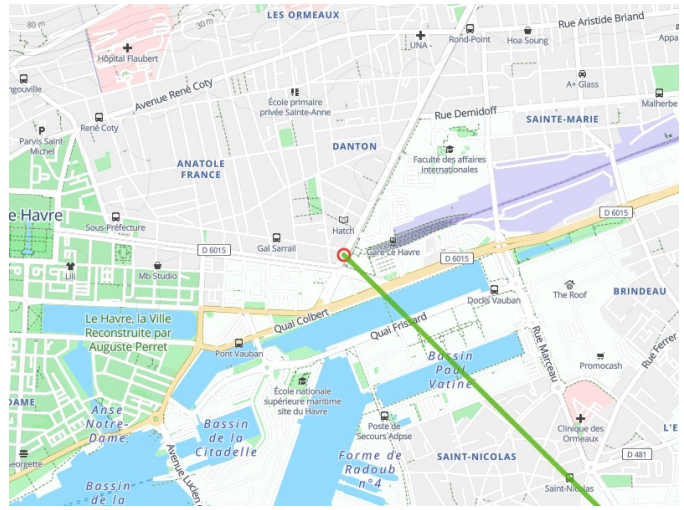 30 m
80 m
LES ORMEAUX
Rue Aristide Briand
UNA -
Rond-Point
Hoa Soung
Appa
Hôpital Flaubert
ngouville
Avenue René Coty
A+ Glass
École primaire
privée Sainte-Anne
Malherbe
Rue Demidoff
René Coty
SAINTE-MARIE
Parvis Saint-
Michel
DANTON
ANATOLE
FRANCE
Faculté des affaires
internationales
e Havre
Sous-Préfecture
Hatch
D 6015
D 6015
Gal Sarrail
Gare Le Havre
D 6015
Lili
Mb Studio
Docks Vauban
The Roof
BRINDEAU
Le Havre, la Ville
Reconstruite par
Auguste Perret
Quai Colbert
Quai Frissard
Rue Marceau
Rue Ferrer
Pont Vauban
Bassin
Paul
Vatine
Promocash
École nationale
supérieure maritime
site du Havre
DAME
Anse
Notre-
Dame
Bassin
de la
Citadelle
Poste de
Secours Adpse
Clinique des
Ormeaux
L'E
Georgette
Avenue Lucien
Forme de
Radoub
n°4
SAINT-NICOLAS
D 481
Saint-Nicolas
Bassin
de la